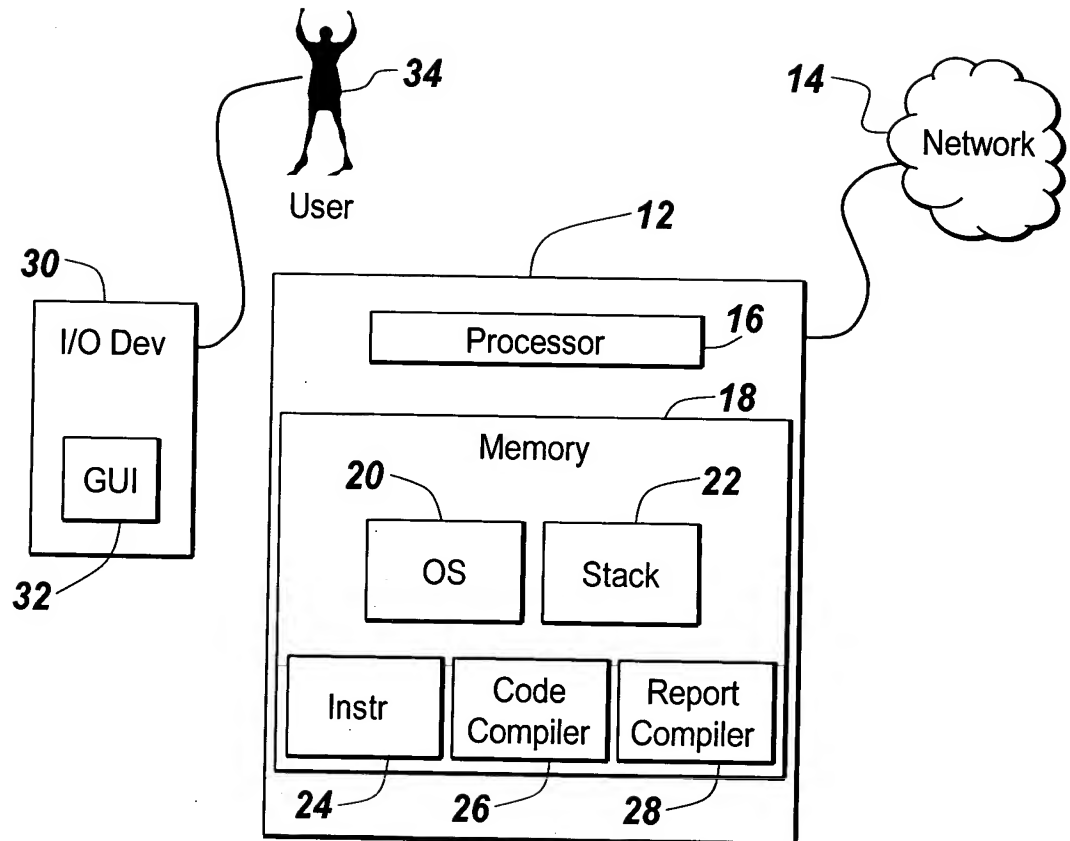 34
User
14
Network
12
30
I/O Dev
GUI
32
Processor
16
18
Memory
20
22
OS
Stack
Instr
Code
Compiler
Report
Compiler
24
26
28